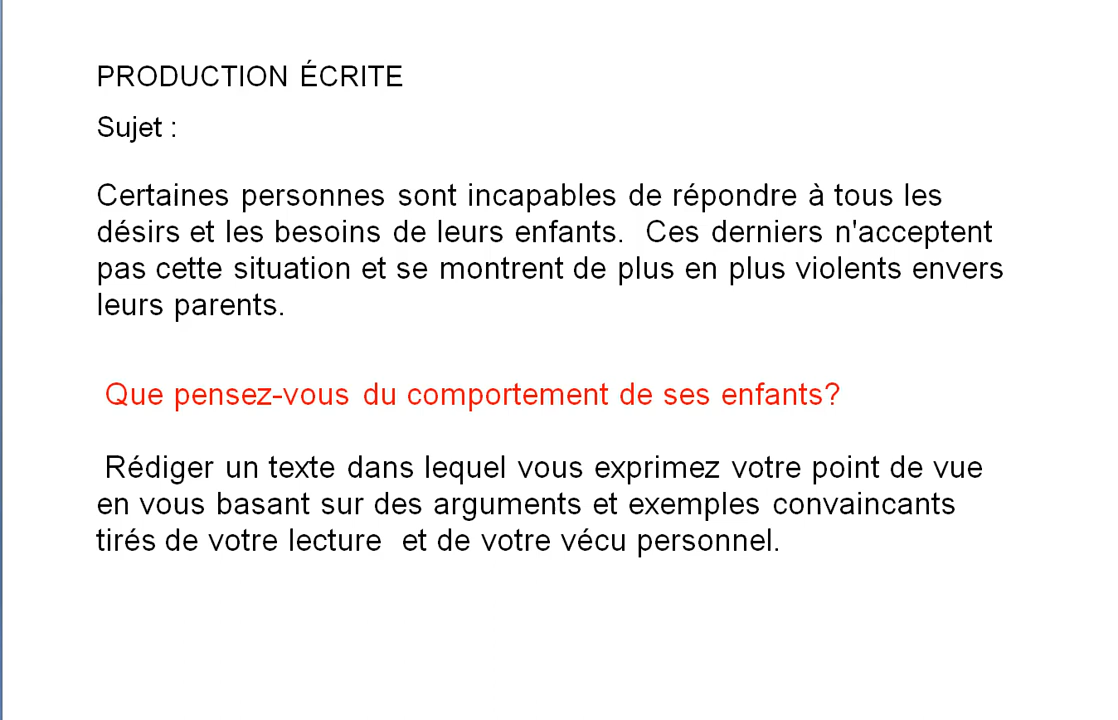 PRODUCTION ÉCRITE
Sujet :
Certaines personnes sont incapables de répondre à tous les
désirs et les besoins de leurs enfants.  Ces derniers n'acceptent
pas cette situation et se montrent de plus en plus violents envers
leurs parents.
Que pensez-vous du comportement de ses enfants?
Rédiger un texte dans lequel vous exprimez votre point de vue
en vous basant sur des arguments et exemples convaincants
tirés de votre lecture  et de votre vécu personnel.